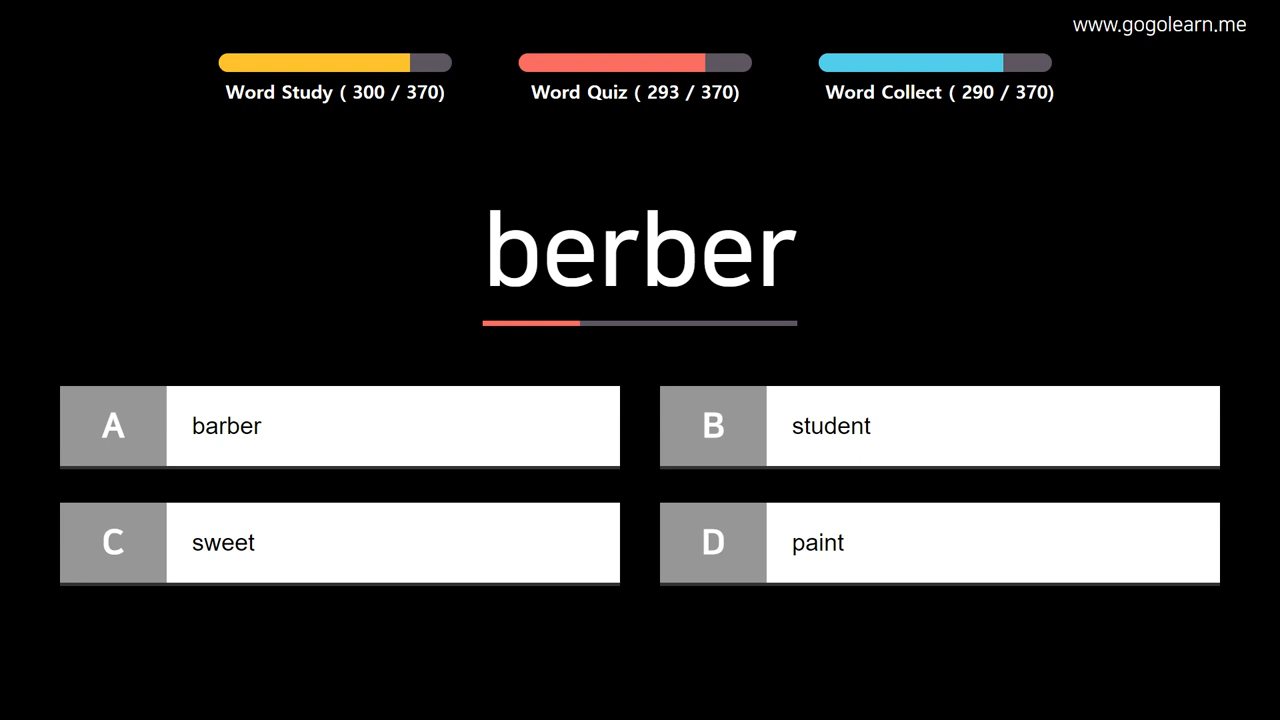 www.gogolearn.me
Word Study ( 300 / 370)
Word Quiz ( 293 / 370)
Word Collect ( 290 / 370)
berber
A barber
B student
C sweet
D paint